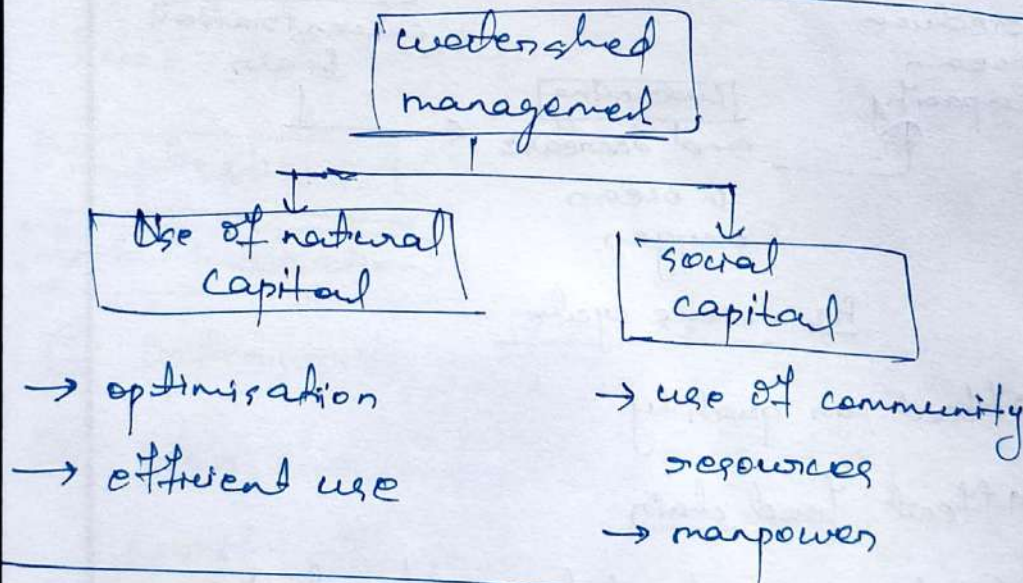 watershed
management
Use of natural
capital
social
capital
→ optimisation
→ efficient use
→ use of community
resources
→ manpower